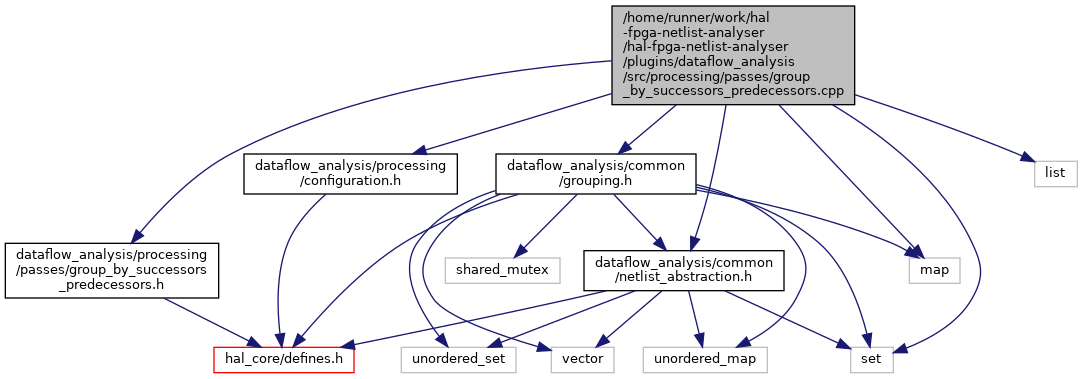 /home/runner/work/hal
-fpga-netlist-analyser
/hal-fpga-netlist-analyser
/plugins/dataflow_analysis
/src/processing/passes/group
_by_successors_predecessors.cpp
dataflow_analysis/processing
/configuration.h
dataflow_analysis/common
/grouping.h
list
dataflow_analysis/processing
/passes/group_by_successors
_predecessors.h
shared_mutex
dataflow_analysis/common
/netlist_abstraction.h
map
hal_core/defines.h
unordered_set
vector
unordered_map
set